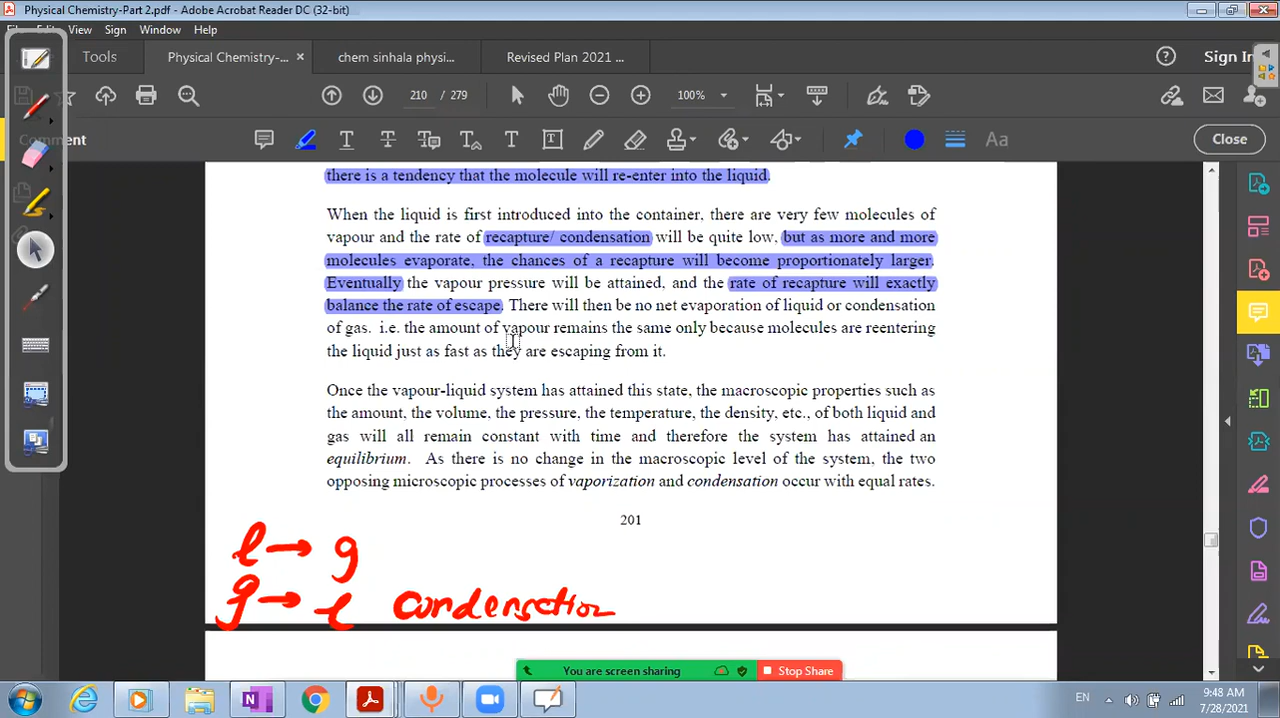 Physical Chemistry-Part 2.pdf - Adobe Acrobat Reader DC (32-bit)
View Sign Window Help
Tools Physical Chemistry-... × chem sinhala physi... Revised Plan 2021 ... Sign In
210 / 279 100%
Comment Close
there is a tendency that the molecule will re-enter into the liquid.
When the liquid is first introduced into the container, there are very few molecules of
vapour and the rate of recapture/ condensation will be quite low, but as more and more
molecules evaporate, the chances of a recapture will become proportionately larger.
Eventually the vapour pressure will be attained, and the rate of recapture will exactly
balance the rate of escape. There will then be no net evaporation of liquid or condensation
of gas. i.e. the amount of vapour remains the same only because molecules are reentering
the liquid just as fast as they are escaping from it.
Once the vapour-liquid system has attained this state, the macroscopic properties such as
the amount, the volume, the pressure, the temperature, the density, etc., of both liquid and
gas will all remain constant with time and therefore the system has attained an
equilibrium. As there is no change in the macroscopic level of the system, the two
opposing microscopic processes of vaporization and condensation occur with equal rates.
201
l → g
g → l condensation
You are screen sharing Stop Share
EN 9:48 AM
7/28/2021